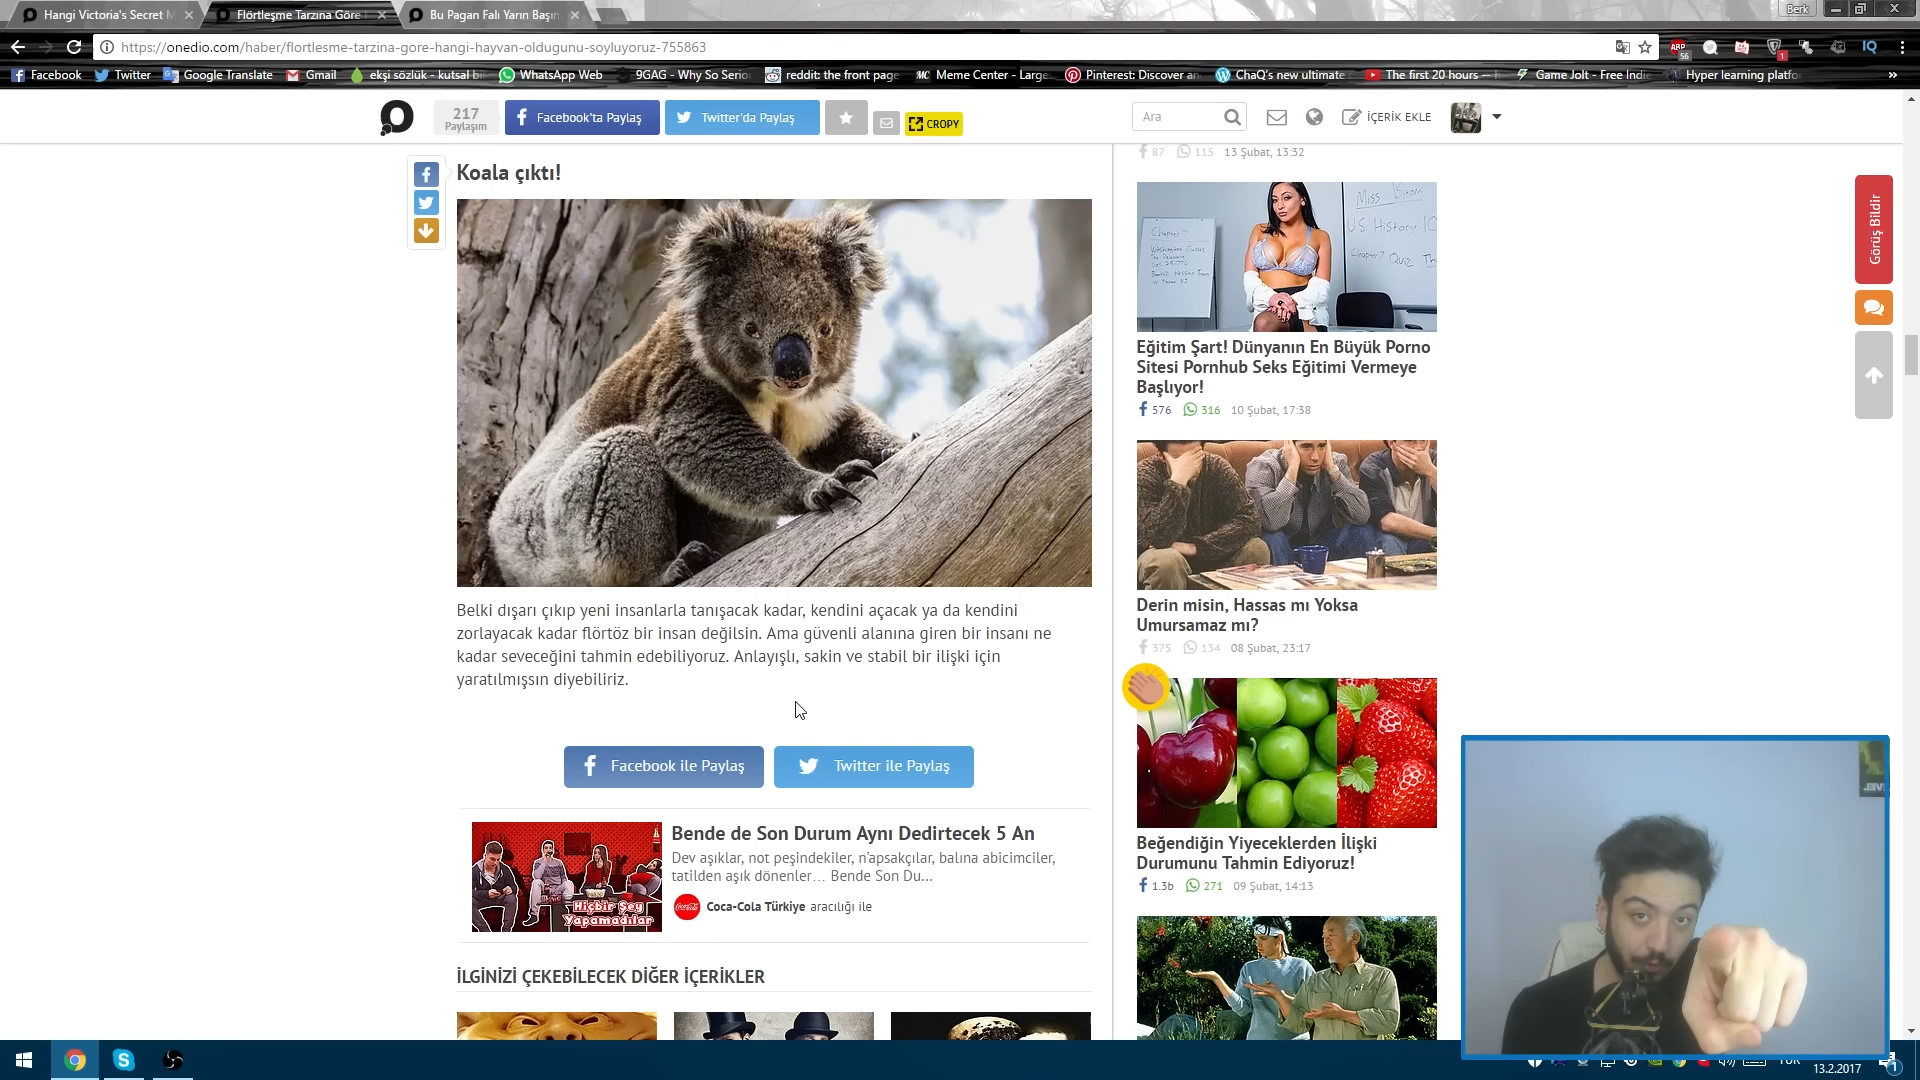 Hangi Victoria's Secret M
Flörtleşme Tarzına Göre
Bu Pagan Falı Yarın Başın
Berk
https://onedio.com/haber/flortlesme-tarzina-gore-hangi-hayvan-oldugunu-soyluyoruz-755863
Facebook
Twitter
Google Translate
Gmail
ekşi sözlük - kutsal bi
WhatsApp Web
9GAG - Why So Serio
reddit: the front page
Meme Center - Large
Pinterest: Discover an
ChaQ's new ultimate
The first 20 hours --
Game Jolt - Free Indie
Hyper learning platfo
217
Paylaşım
Facebook'ta Paylaş
Twitter'da Paylaş
CROPY
Ara
İÇERİK EKLE
Koala çıktı!
Belki dışarı çıkıp yeni insanlarla tanışacak kadar, kendini açacak ya da kendini
zorlayacak kadar flörtöz bir insan değilsin. Ama güvenli alanına giren bir insanı ne
kadar seveceğini tahmin edebiliyoruz. Anlayışlı, sakin ve stabil bir ilişki için
yaratılmışsın diyebiliriz.
Facebook ile Paylaş
Twitter ile Paylaş
Hiçbir Şey
Yapamadılar
Bende de Son Durum Aynı Dedirtecek 5 An
Dev aşıklar, not peşindekiler, n'apsakçılar, balına abicimciler,
tatilden aşık dönenler… Bende Son Du...
Coca-Cola Türkiye aracılığı ile
İLGİNİZİ ÇEKEBİLECEK DİĞER İÇERİKLER
87 115 13 Şubat, 13:32
Chapter 7
U.S. History
Chapter 7 Quiz
Eğitim Şart! Dünyanın En Büyük Porno
Sitesi Pornhub Seks Eğitimi Vermeye
Başlıyor!
576 316 10 Şubat, 17:38
Derin misin, Hassas mı Yoksa
Umursamaz mı?
375 134 08 Şubat, 23:17
Beğendiğin Yiyeceklerden İlişki
Durumunu Tahmin Ediyoruz!
1.3b 271 09 Şubat, 14:13
Görüş Bildir
TUR
13.2.2017